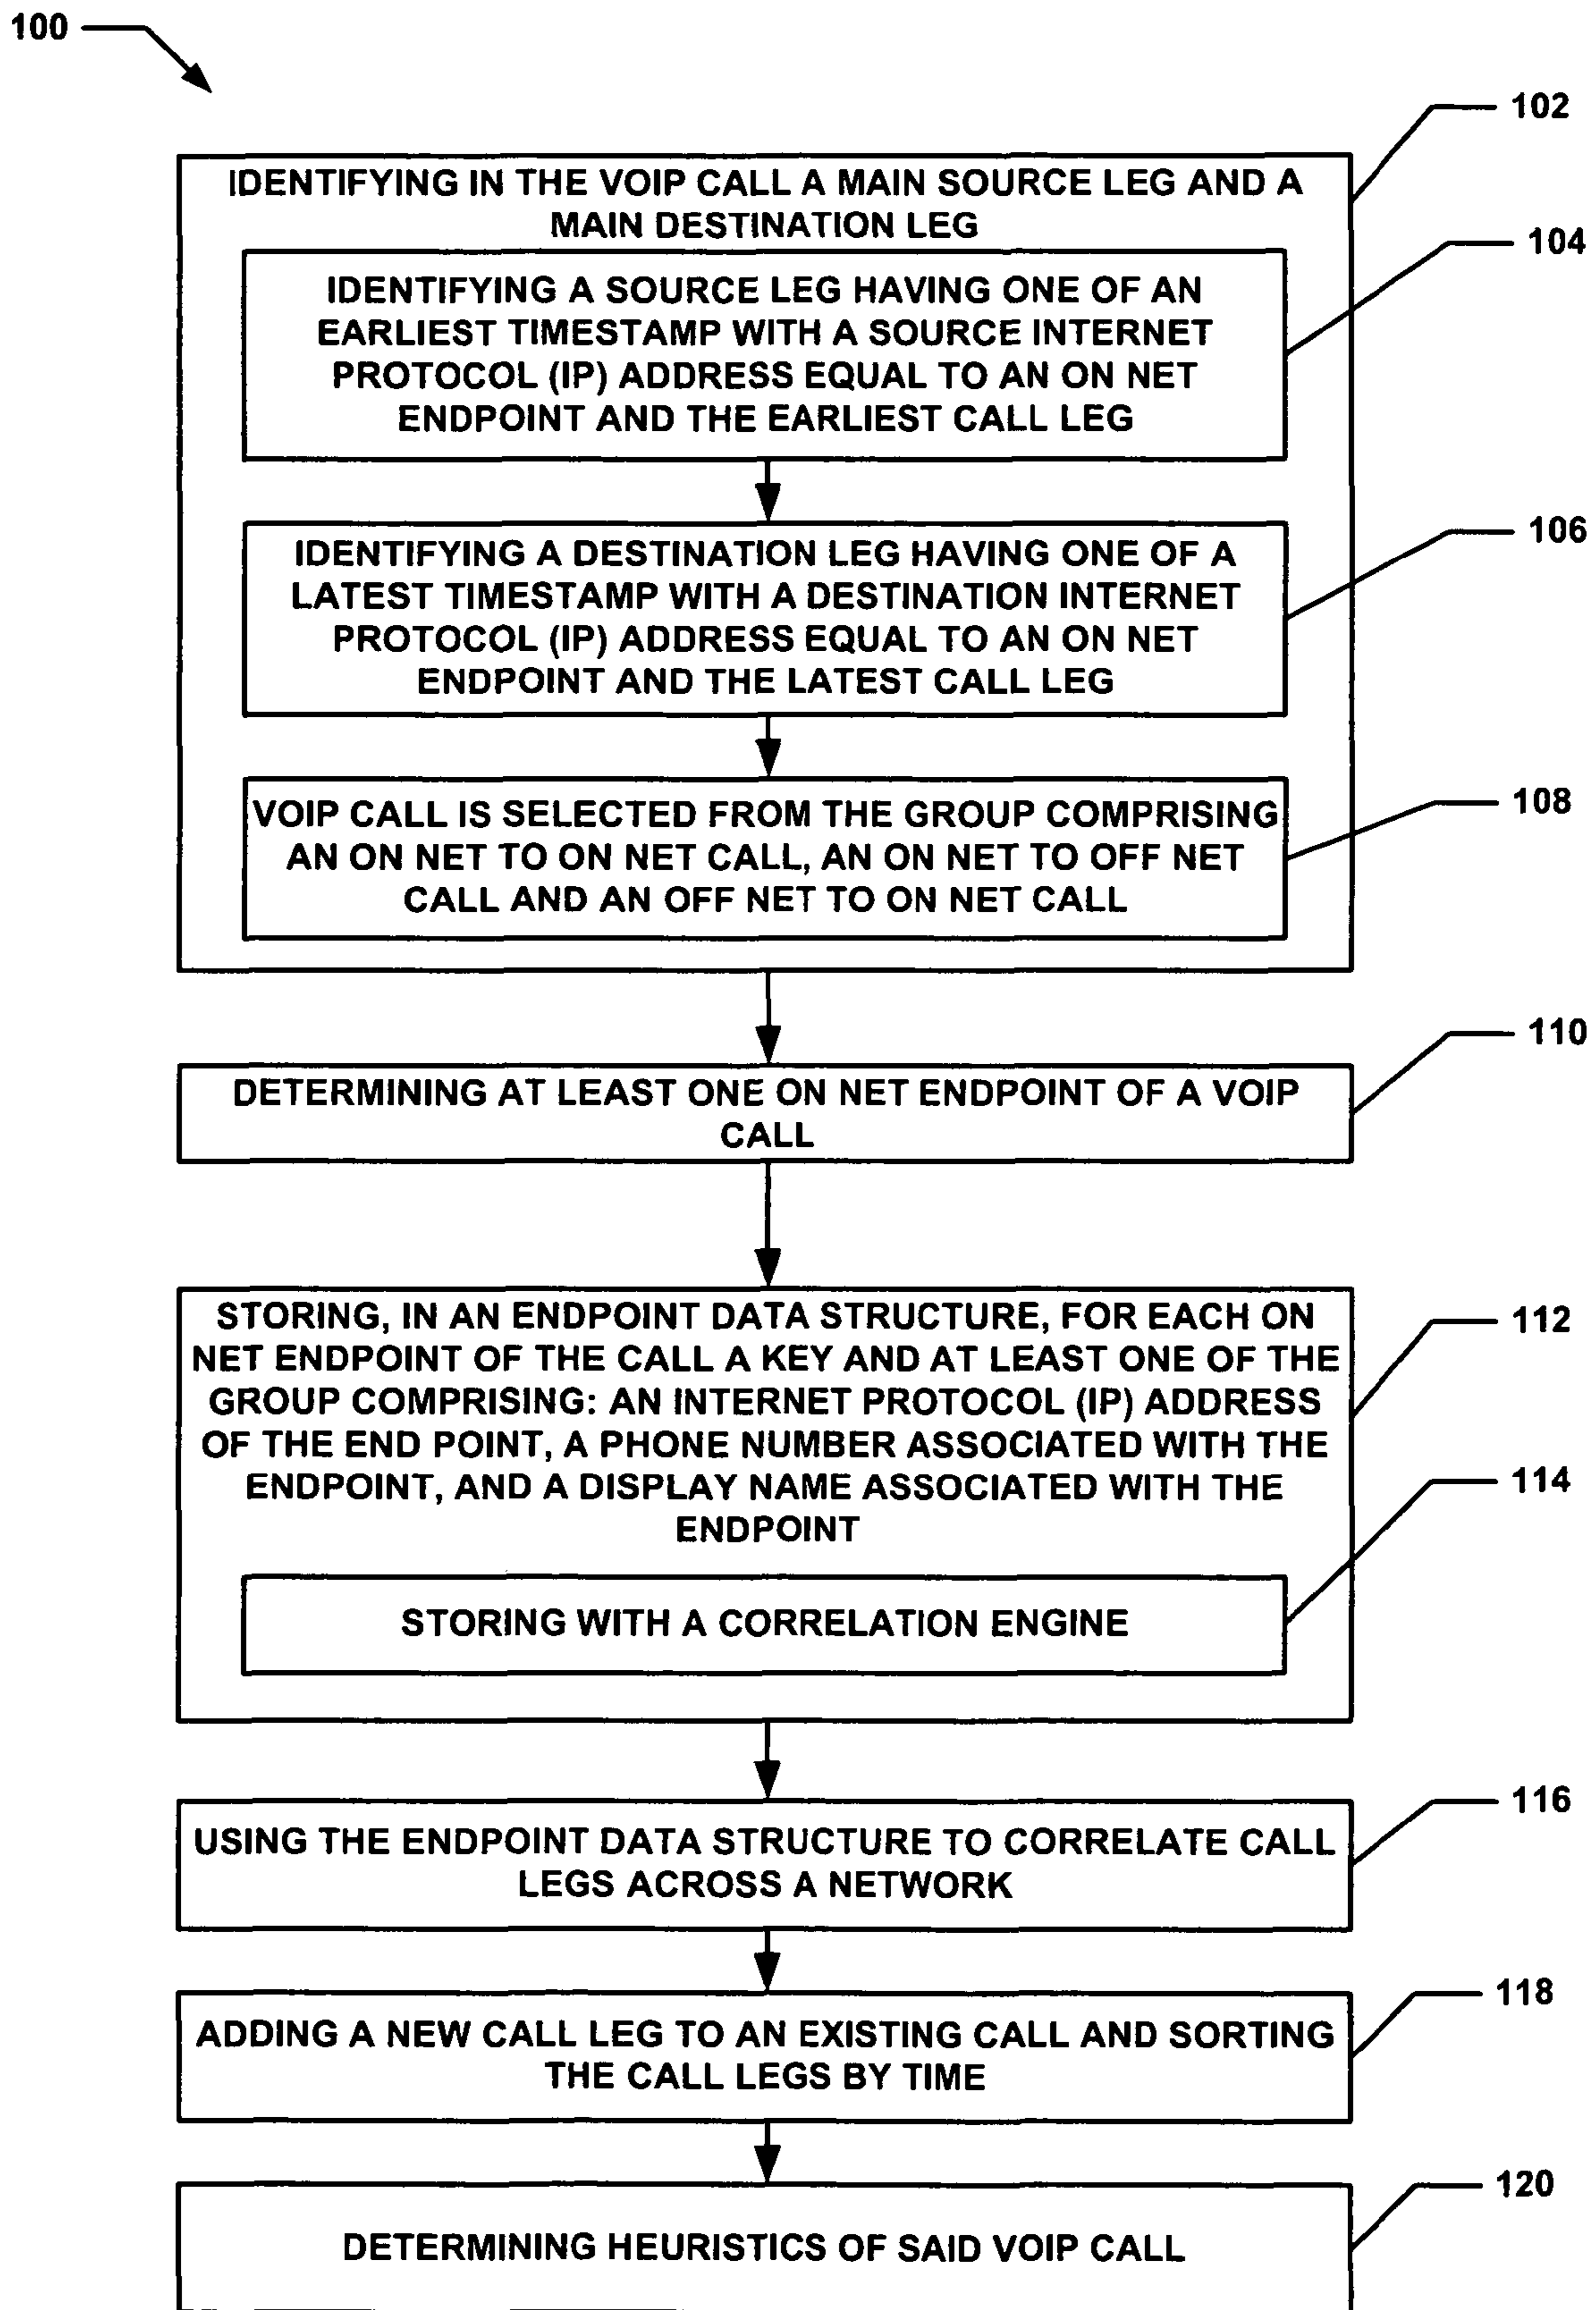 100
102
IDENTIFYING IN THE VOIP CALL A MAIN SOURCE LEG AND A
MAIN DESTINATION LEG
104
IDENTIFYING A SOURCE LEG HAVING ONE OF AN
EARLIEST TIMESTAMP WITH A SOURCE INTERNET
PROTOCOL (IP) ADDRESS EQUAL TO AN ON NET
ENDPOINT AND THE EARLIEST CALL LEG
106
IDENTIFYING A DESTINATION LEG HAVING ONE OF A
LATEST TIMESTAMP WITH A DESTINATION INTERNET
PROTOCOL (IP) ADDRESS EQUAL TO AN ON NET
ENDPOINT AND THE LATEST CALL LEG
108
VOIP CALL IS SELECTED FROM THE GROUP COMPRISING
AN ON NET TO ON NET CALL, AN ON NET TO OFF NET
CALL AND AN OFF NET TO ON NET CALL
110
DETERMINING AT LEAST ONE ON NET ENDPOINT OF A VOIP
CALL
112
STORING, IN AN ENDPOINT DATA STRUCTURE, FOR EACH ON
NET ENDPOINT OF THE CALL A KEY AND AT LEAST ONE OF THE
GROUP COMPRISING: AN INTERNET PROTOCOL (IP) ADDRESS
OF THE END POINT, A PHONE NUMBER ASSOCIATED WITH THE
ENDPOINT, AND A DISPLAY NAME ASSOCIATED WITH THE
ENDPOINT
114
STORING WITH A CORRELATION ENGINE
116
USING THE ENDPOINT DATA STRUCTURE TO CORRELATE CALL
LEGS ACROSS A NETWORK
118
ADDING A NEW CALL LEG TO AN EXISTING CALL AND SORTING
THE CALL LEGS BY TIME
120
DETERMINING HEURISTICS OF SAID VOIP CALL